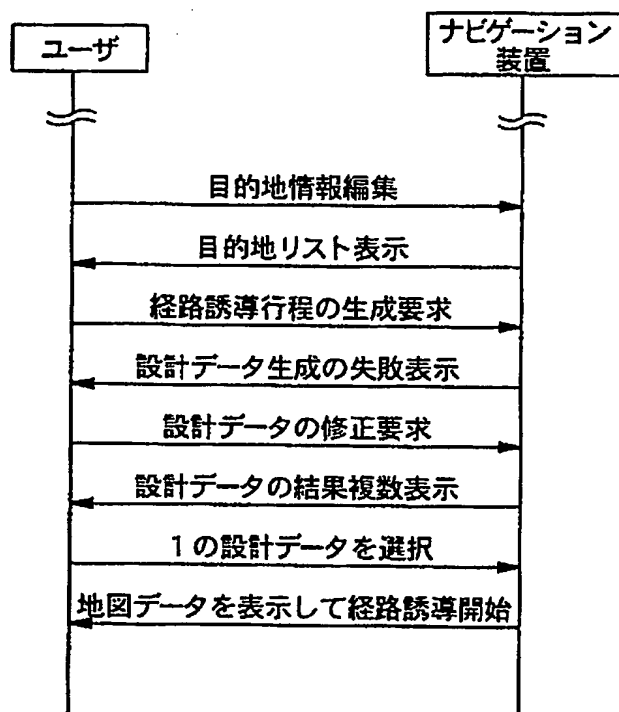 ユーザ
ナビゲーション
装置
目的地情報編集
目的地リスト表示
経路誘導行程の生成要求
設計データ生成の失敗表示
設計データの修正要求
設計データの結果複数表示
1の設計データを選択
地図データを表示して経路誘導開始